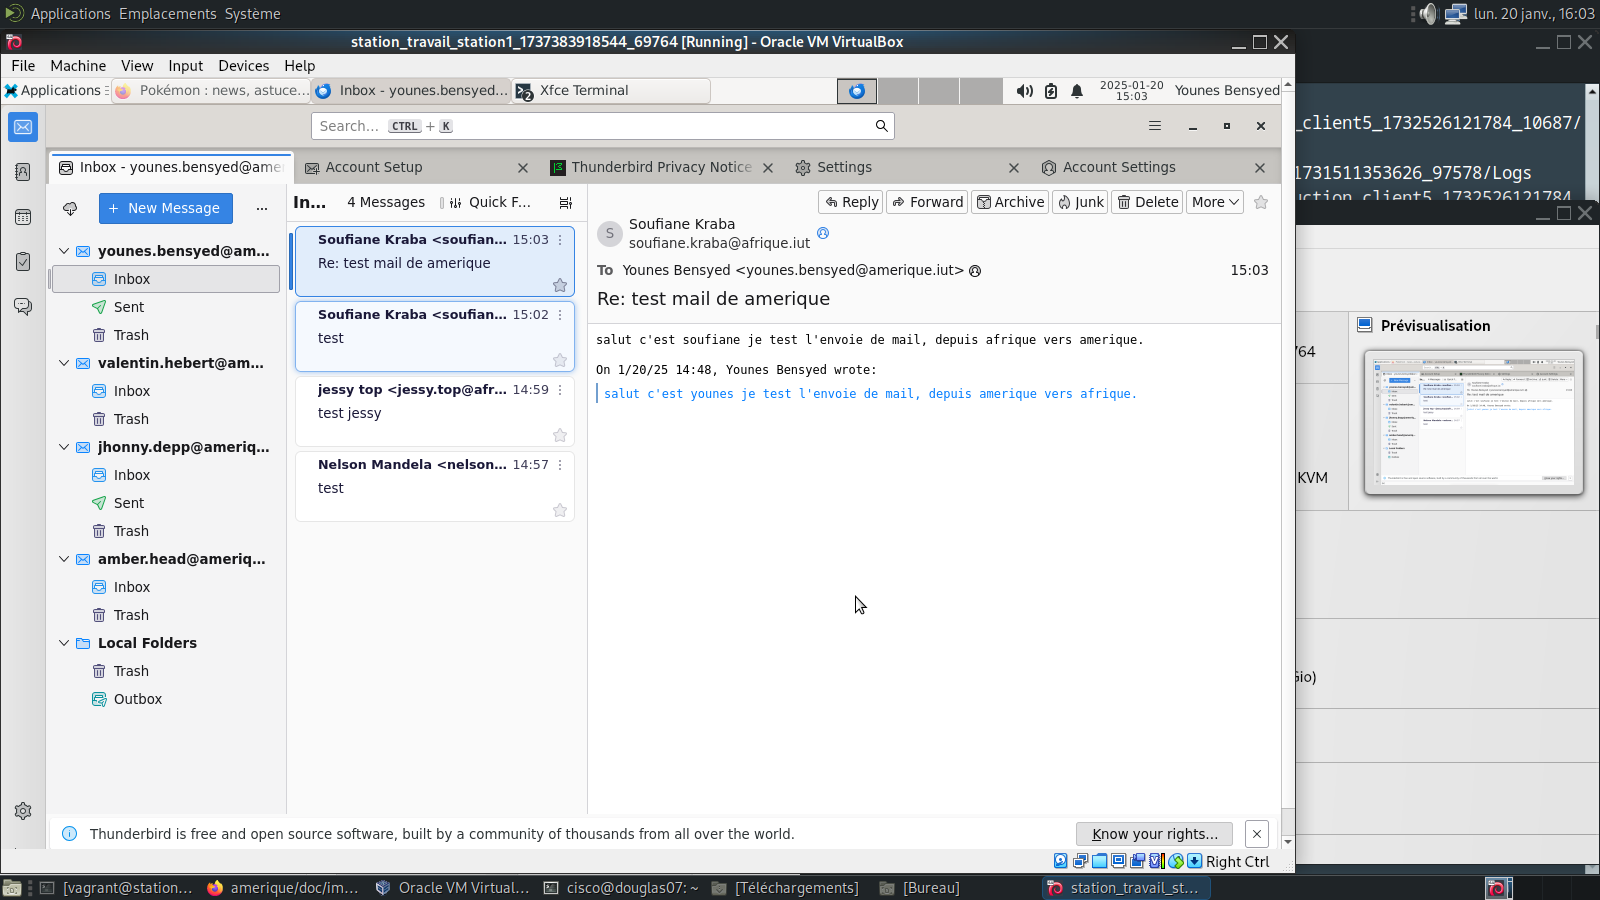 Applications Emplacements Système
lun. 20 janv., 16:03
station_travail_station1_1737383918544_69764 [Running] - Oracle VM VirtualBox
File Machine View Input Devices Help
Applications
Pokémon : news, astuce...
Inbox - younes.bensyed...
Xfce Terminal
2025-01-20
15:03
Younes Bensyed
Search... CTRL + K
_client5_1732526121784_10687/
1731511353626_97578/Logs
Inbox - younes.bensyed@ame
Account Setup
Thunderbird Privacy Notice
Settings
Account Settings
+ New Message
In...
4 Messages
Quick F...
Reply
Forward
Archive
Junk
Delete
More
younes.bensyed@am...
Inbox
Sent
Trash
valentin.hebert@am...
Inbox
Trash
jhonny.depp@ameriq...
Inbox
Sent
Trash
amber.head@ameriq...
Inbox
Trash
Local Folders
Trash
Outbox
Soufiane Kraba <soufian... 15:03
Re: test mail de amerique
Soufiane Kraba <soufian... 15:02
test
jessy top <jessy.top@afr... 14:59
test jessy
Nelson Mandela <nelson... 14:57
test
S
Soufiane Kraba
soufiane.kraba@afrique.iut
To Younes Bensyed <younes.bensyed@amerique.iut>
15:03
Re: test mail de amerique
salut c'est soufiane je test l'envoie de mail, depuis afrique vers amerique.
On 1/20/25 14:48, Younes Bensyed wrote:
salut c'est younes je test l'envoie de mail, depuis amerique vers afrique.
Prévisualisation
764
KVM
Gio)
Thunderbird is free and open source software, built by a community of thousands from all over the world.
Know your rights...
Right Ctrl
[vagrant@station...
amerique/doc/im...
Oracle VM Virtual...
cisco@douglas07: ~
[Téléchargements]
[Bureau]
station_travail_st...